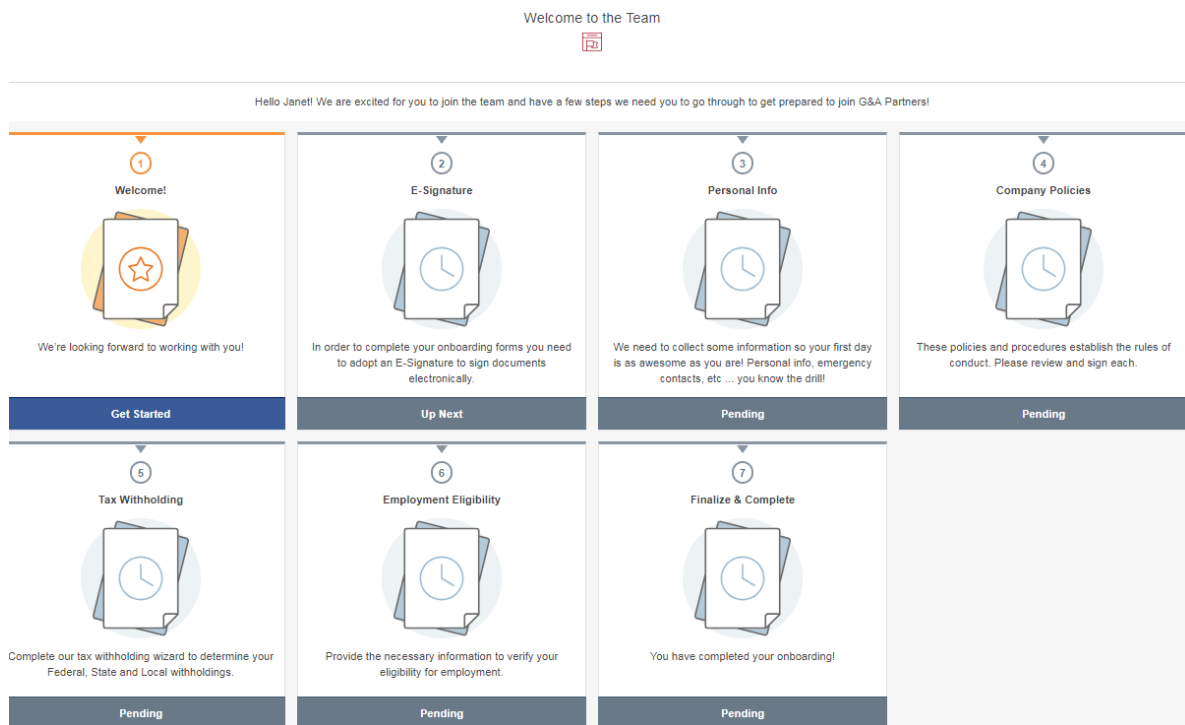 Welcome to the Team
Hello Janet! We are excited for you to join the team and have a few steps we need you to go through to get prepared to join G&A Partners!
1
Welcome!
We're looking forward to working with you!
Get Started
2
E-Signature
In order to complete your onboarding forms you need
to adopt an E-Signature to sign documents
electronically.
Up Next
3
Personal Info
We need to collect some information so your first day
is as awesome as you are! Personal info, emergency
contacts, etc ... you know the drill!
Pending
4
Company Policies
These policies and procedures establish the rules of
conduct. Please review and sign each.
Pending
5
Tax Withholding
Complete our tax withholding wizard to determine your
Federal, State and Local withholdings.
Pending
6
Employment Eligibility
Provide the necessary information to verify your
eligibility for employment.
Pending
7
Finalize & Complete
You have completed your onboarding!
Pending